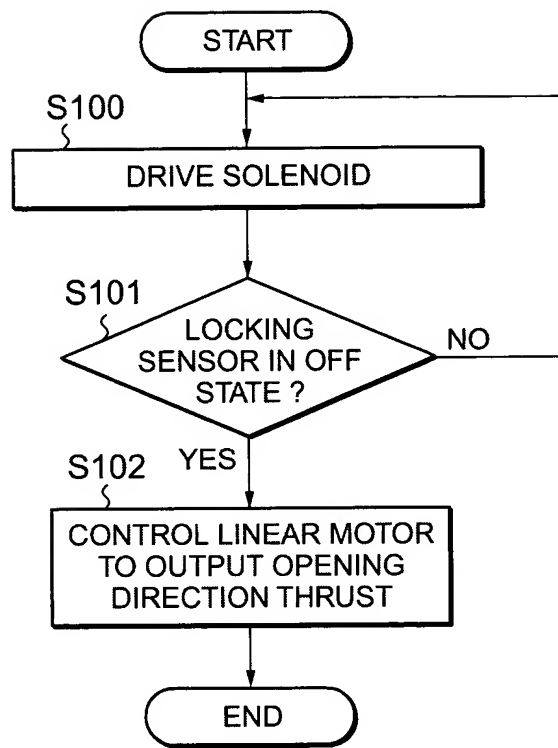 START
S100
DRIVE SOLENOID
S101
LOCKING
SENSOR IN OFF
STATE ?
NO
YES
S102
CONTROL LINEAR MOTOR
TO OUTPUT OPENING
DIRECTION THRUST
END